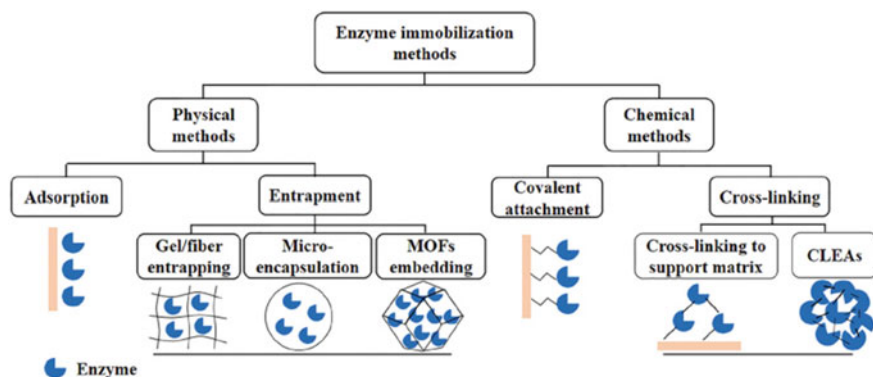 Enzyme immobilization
methods
Physical
methods
Chemical
methods
Adsorption
Entrapment
Covalent
attachment
Cross-linking
Gel/fiber
entrapping
Micro-
encapsulation
MOFs
embedding
Cross-linking to
support matrix
CLEAs
Enzyme